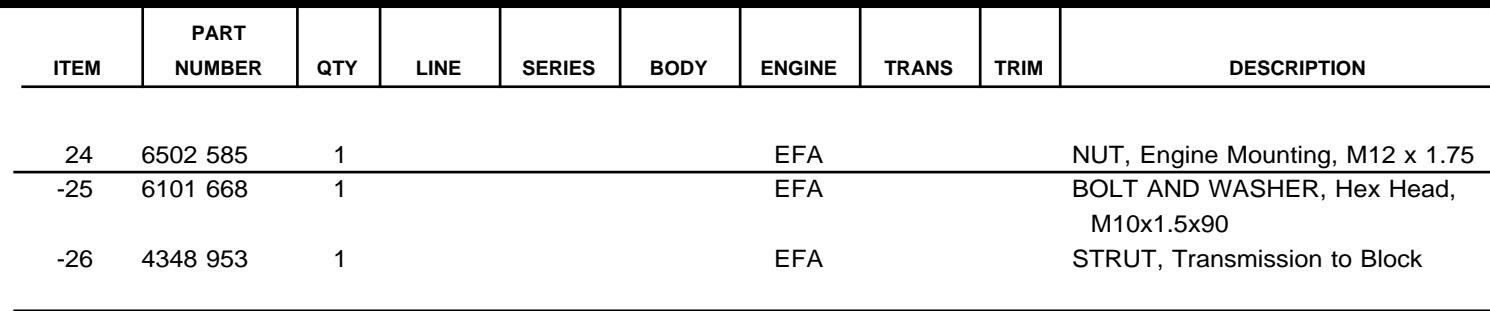 PART
ITEM NUMBER QTY LINE SERIES BODY ENGINE TRANS TRIM DESCRIPTION
24 6502 585 1 EFA NUT, Engine Mounting, M12 x 1.75
-25 6101 668 1 EFA BOLT AND WASHER, Hex Head,
M10x1.5x90
-26 4348 953 1 EFA STRUT, Transmission to Block